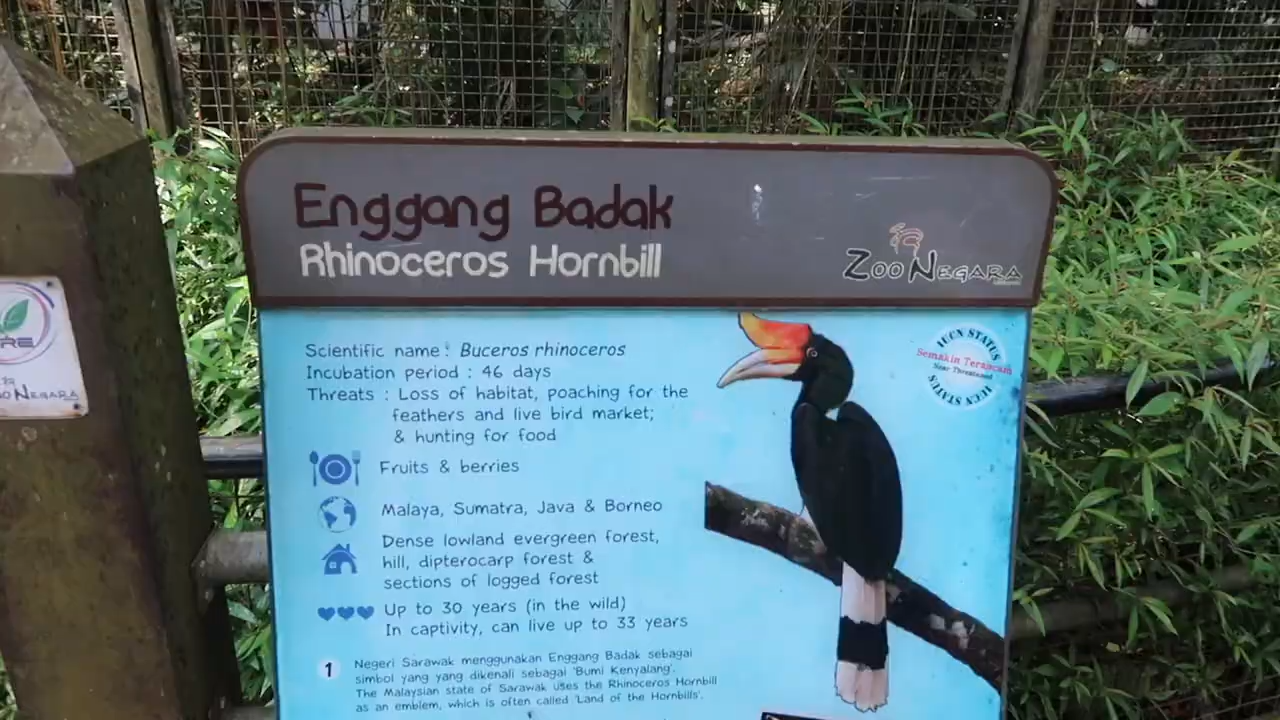 Enggang Badak
Rhinoceros Hornbill
ZOO NEGARA
Scientific name : Buceros rhinoceros
Incubation period : 46 days
Threats : Loss of habitat, poaching for the
feathers and live bird market;
& hunting for food
Fruits & berries
Malaya, Sumatra, Java & Borneo
Dense lowland evergreen forest,
hill, dipterocarp forest &
sections of logged forest
Up to 30 years (in the wild)
In captivity, can live up to 33 years
1 Negeri Sarawak menggunakan Enggang Badak sebagai
simbol yang yang dikenali sebagai 'Bumi Kenyalang'.
The Malaysian state of Sarawak uses the Rhinoceros Hornbill
as an emblem, which is often called 'Land of the Hornbills'.
IUCN STATUS
Semakin Terancam
Near Threatened
IUCN STATUS
NEGARA